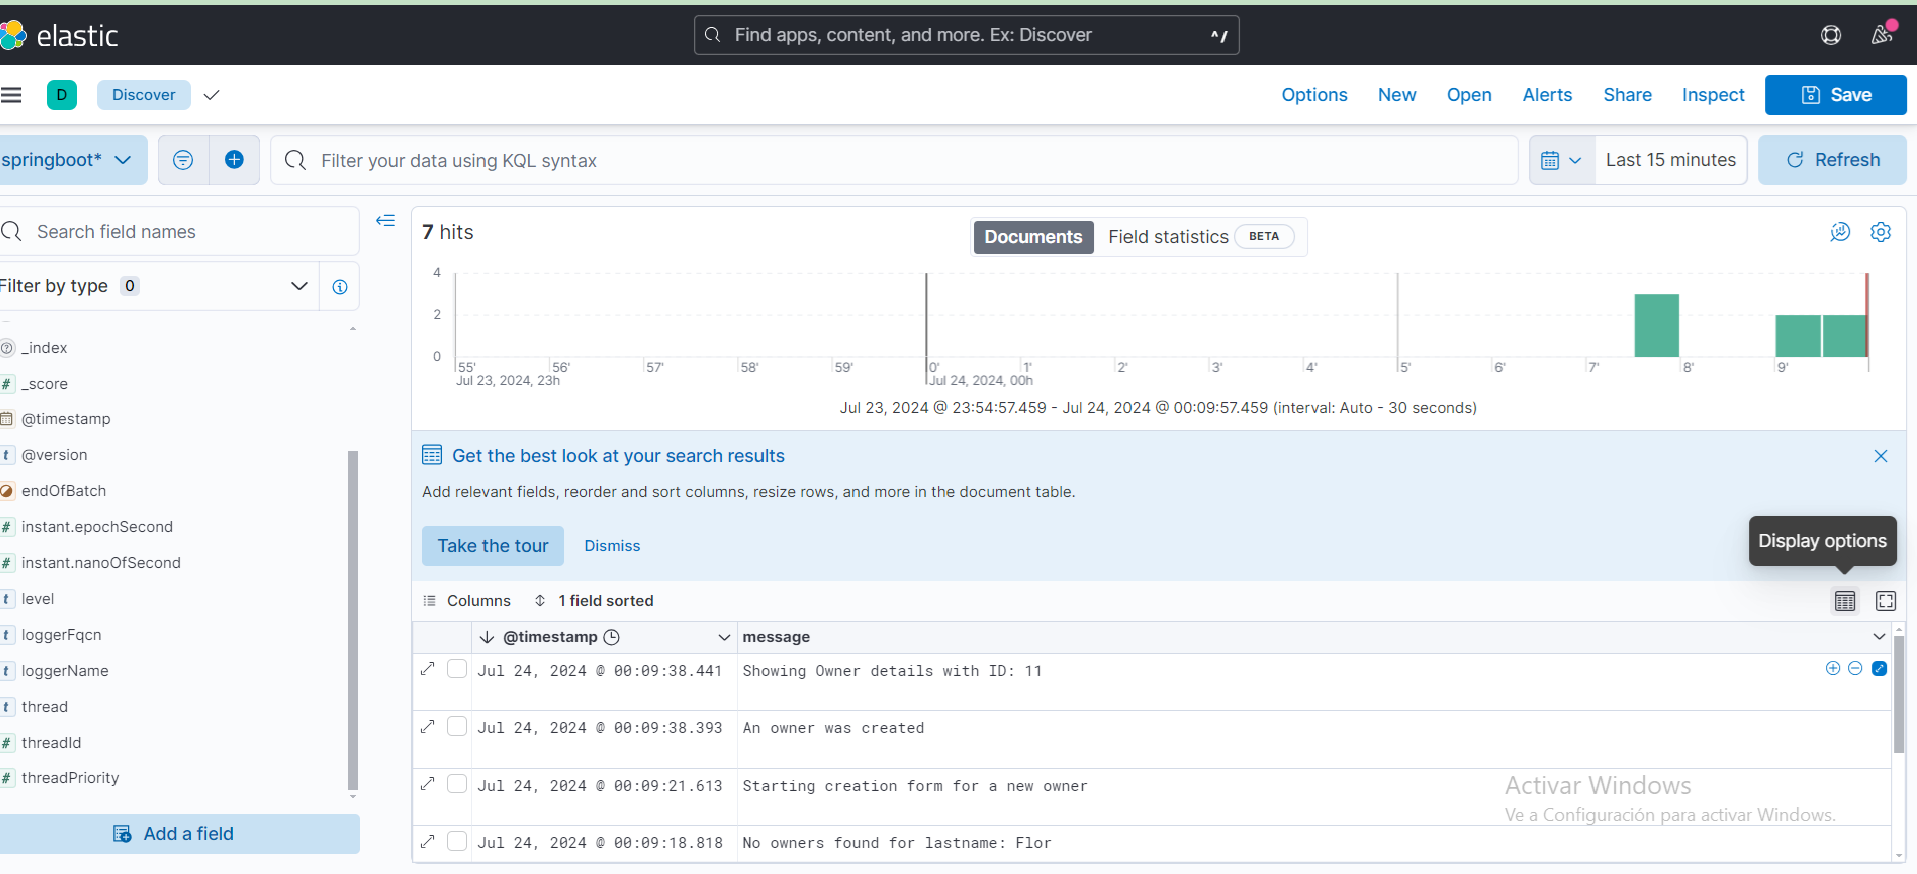 elastic
Find apps, content, and more. Ex: Discover ^/
D Discover Options New Open Alerts Share Inspect Save
springboot* Filter your data using KQL syntax Last 15 minutes Refresh
Search field names
7 hits Documents Field statistics BETA
Filter by type 0
4
2
0
55' 56' 57' 58' 59' 0' 1' 2' 3' 4' 5' 6' 7' 8' 9'
Jul 23, 2024, 23h Jul 24, 2024, 00h
Jul 23, 2024 @ 23:54:57.459 - Jul 24, 2024 @ 00:09:57.459 (interval: Auto - 30 seconds)
_index
_score
@timestamp
@version
endOfBatch
instant.epochSecond
instant.nanoOfSecond
level
loggerFqcn
loggerName
thread
threadId
threadPriority
Add a field
Get the best look at your search results
Add relevant fields, reorder and sort columns, resize rows, and more in the document table.
Take the tour Dismiss
Display options
Columns 1 field sorted
@timestamp message
Jul 24, 2024 @ 00:09:38.441 Showing Owner details with ID: 11
Jul 24, 2024 @ 00:09:38.393 An owner was created
Jul 24, 2024 @ 00:09:21.613 Starting creation form for a new owner
Jul 24, 2024 @ 00:09:18.818 No owners found for lastname: Flor
Activar Windows
Ve a Configuración para activar Windows.